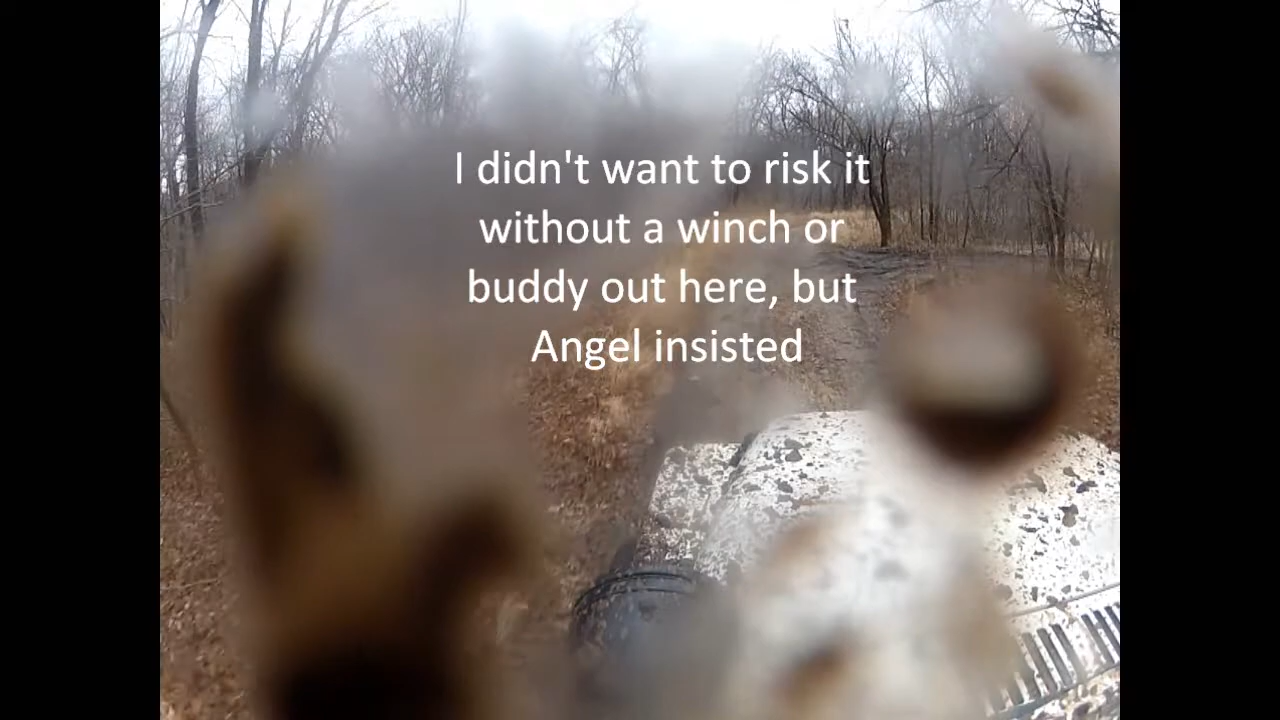 I didn't want to risk it
without a winch or
buddy out here, but
Angel insisted